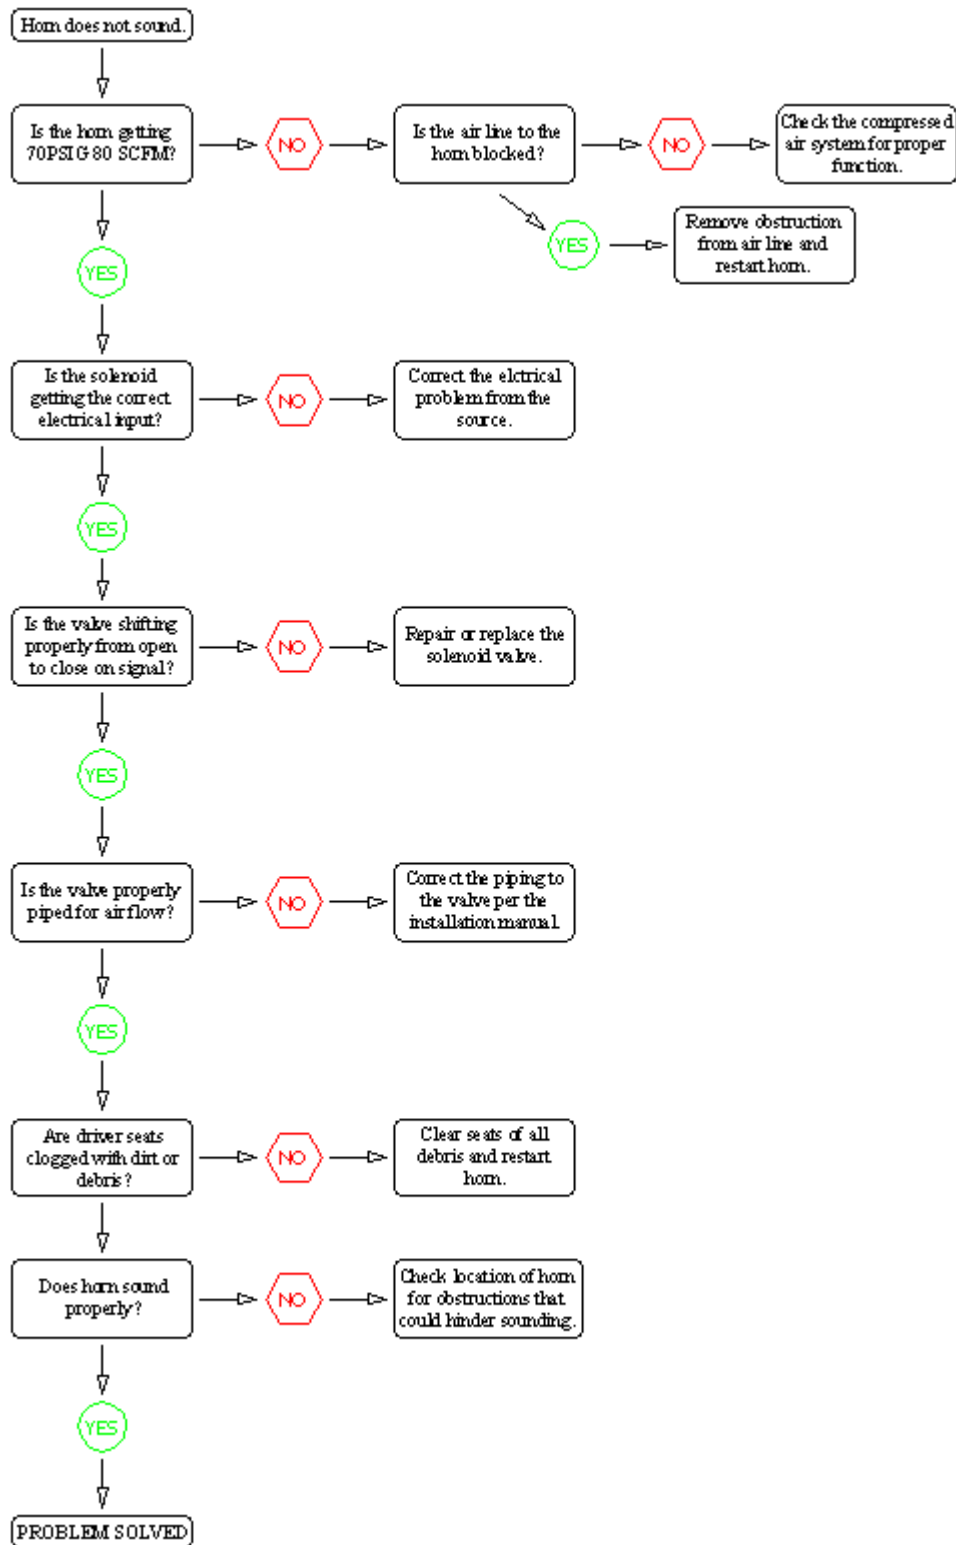 Horn does not sound.
Is the horn getting
70PSIG 80 SCFM?
NO
Is the air line to the
horn blocked?
NO
Check the compressed
air system for proper
function.
YES
Remove obstruction
from air line and
restart horn.
YES
Is the solenoid
getting the correct
electrical input?
NO
Correct the elctrical
problem from the
source.
YES
Is the valve shifting
properly from open
to close on signal?
NO
Repair or replace the
solenoid valve.
YES
Is the valve properly
piped for air flow?
NO
Correct the piping to
the valve per the
installation manual.
YES
Are driver seats
clogged with dirt or
debris?
NO
Clear seats of all
debris and restart
horn.
Does horn sound
properly?
NO
Check location of horn
for obstructions that
could hinder sounding.
YES
PROBLEM SOLVED